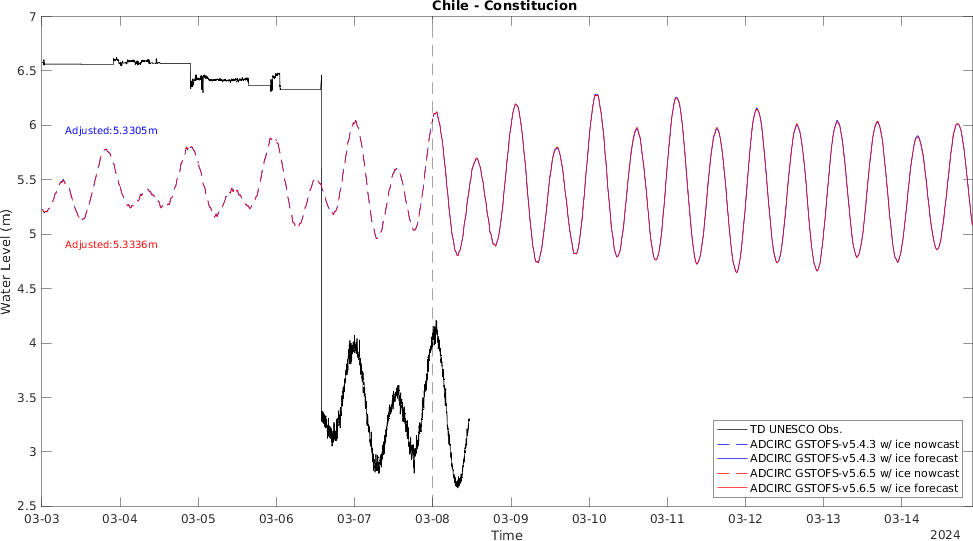 Chile - Constitucion
7
6.5
6
5.5
5
4.5
4
3.5
3
2.5
Water Level (m)
Adjusted:5.3305m
Adjusted:5.3336m
TD UNESCO Obs.
ADCIRC GSTOFS-v5.4.3 w/ ice nowcast
ADCIRC GSTOFS-v5.4.3 w/ ice forecast
ADCIRC GSTOFS-v5.6.5 w/ ice nowcast
ADCIRC GSTOFS-v5.6.5 w/ ice forecast
03-03 03-04 03-05 03-06 03-07 03-08 03-09 03-10 03-11 03-12 03-13 03-14
Time
2024